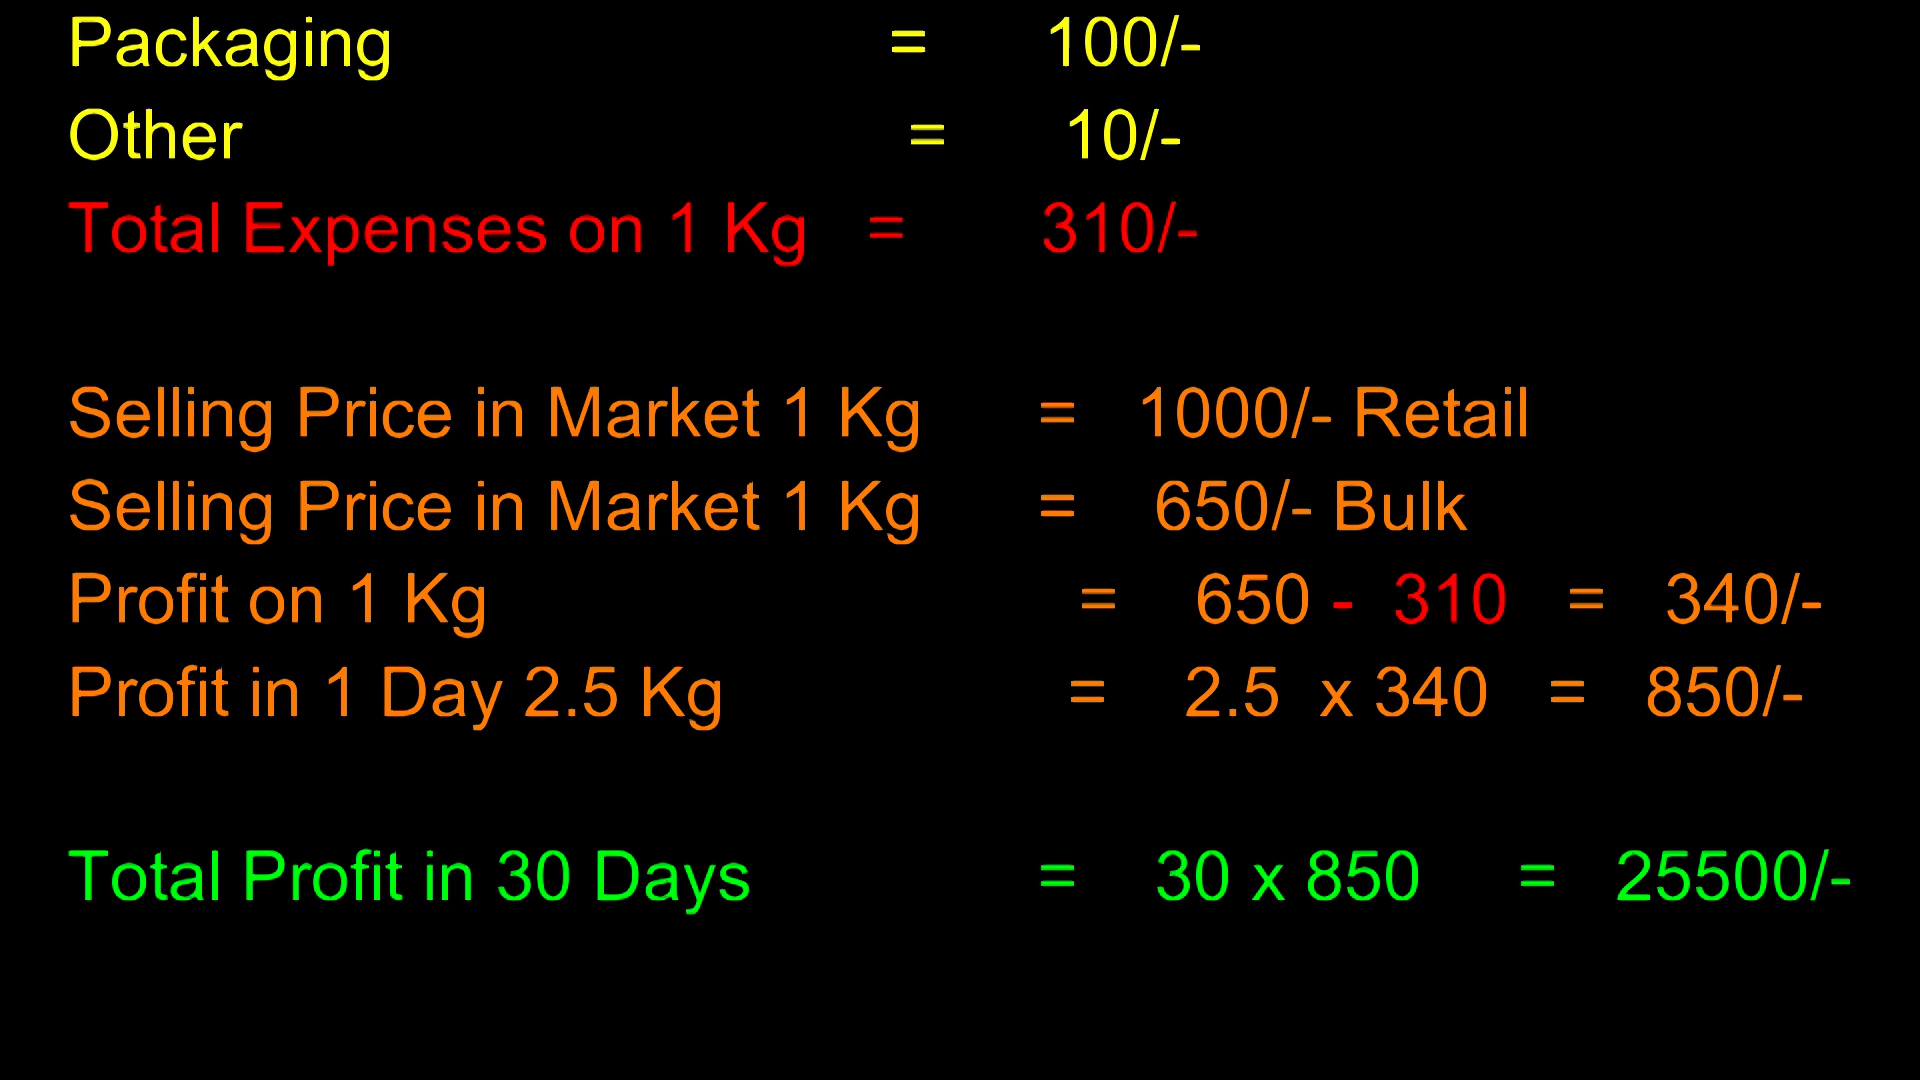 Packaging = 100/-
Other = 10/-
Total Expenses on 1 Kg = 310/-
Selling Price in Market 1 Kg = 1000/- Retail
Selling Price in Market 1 Kg = 650/- Bulk
Profit on 1 Kg = 650 - 310 = 340/-
Profit in 1 Day 2.5 Kg = 2.5 x 340 = 850/-
Total Profit in 30 Days = 30 x 850 = 25500/-